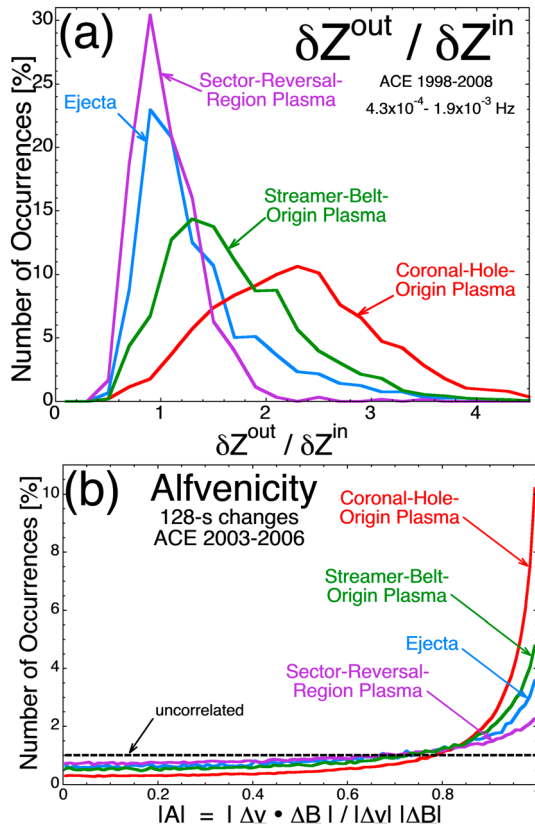 (a)
δZ^out / δZ^in
ACE 1998-2008
4.3x10^-4 - 1.9x10^-3 Hz
Sector-Reversal-
Region Plasma
Ejecta
Streamer-Belt-
Origin Plasma
Coronal-Hole-
Origin Plasma
Number of Occurrences [%]
30
25
20
15
10
5
0
0
1
2
3
4
δZ^out / δZ^in
(b)
Alfvenicity
128-s changes
ACE 2003-2006
Coronal-Hole-
Origin Plasma
Streamer-Belt-
Origin Plasma
Ejecta
Sector-Reversal-
Region Plasma
uncorrelated
Number of Occurrences [%]
10
8
6
4
2
0
0
0.2
0.4
0.6
0.8
|A| = | Δv • ΔB | / |Δv| |ΔB|